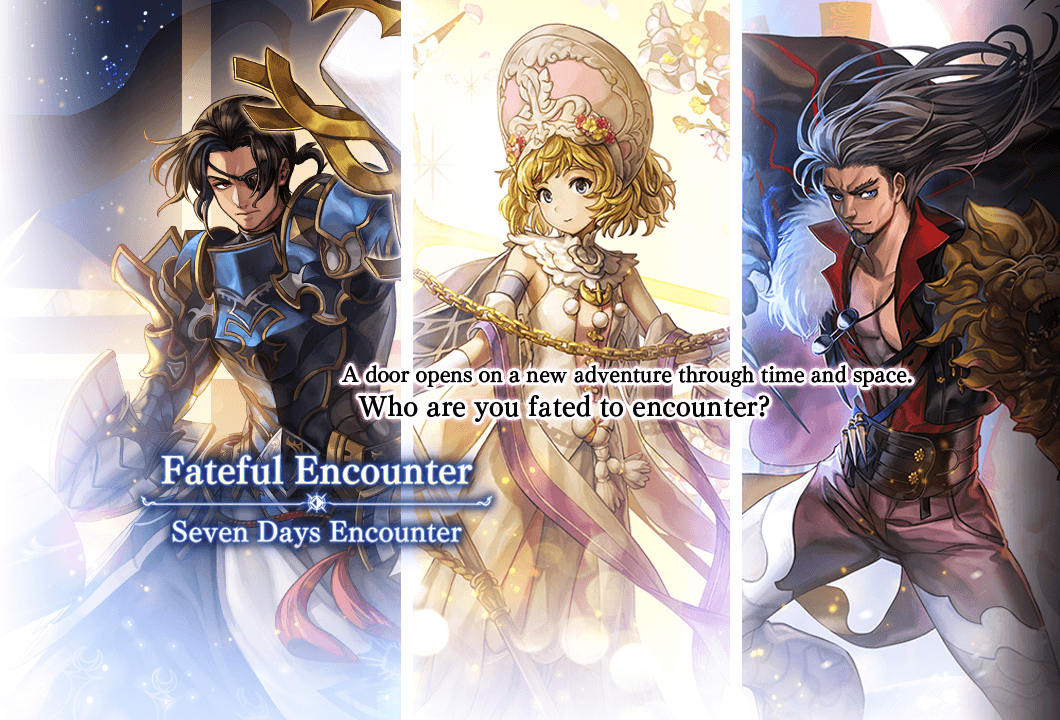 A door opens on a new adventure through time and space.
Who are you fated to encounter?
Fateful Encounter
Seven Days Encounter